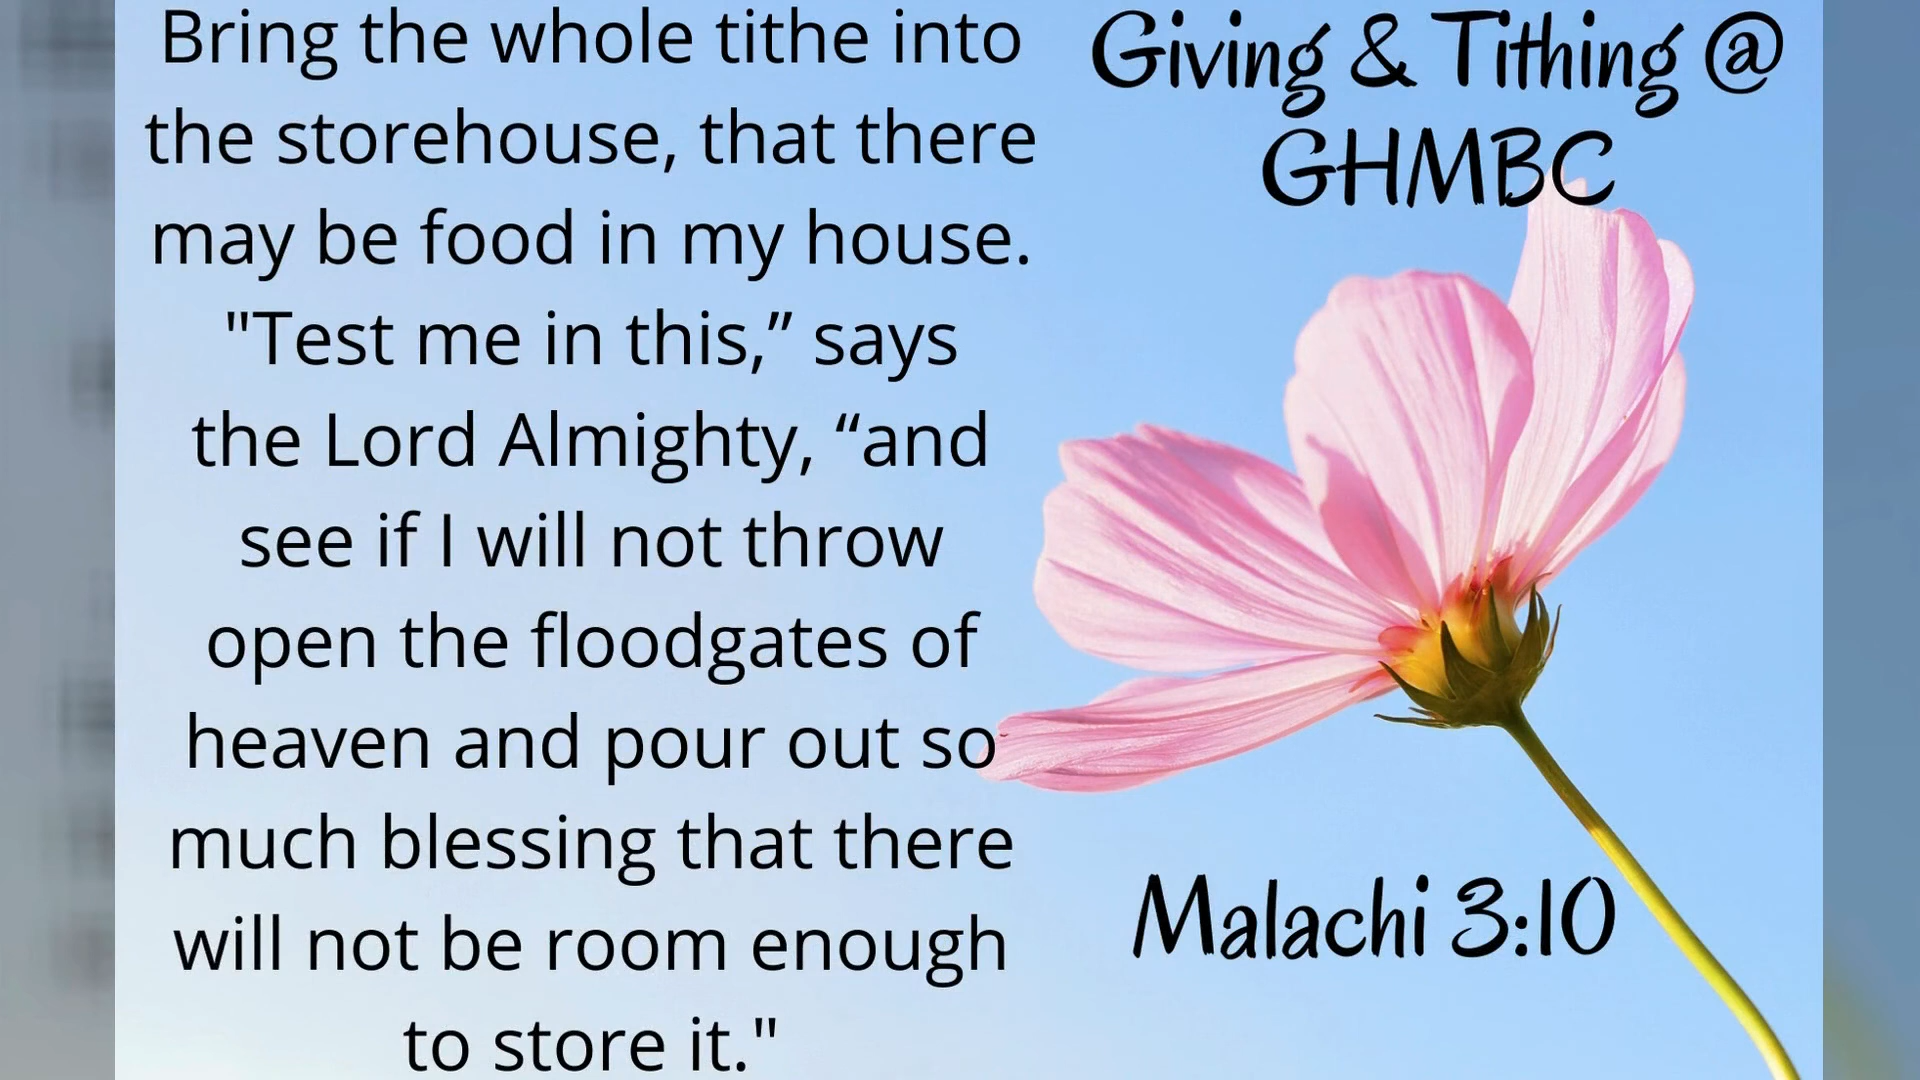 Bring the whole tithe into
the storehouse, that there
may be food in my house.
"Test me in this,” says
the Lord Almighty, “and
see if I will not throw
open the floodgates of
heaven and pour out so
much blessing that there
will not be room enough
to store it."
Giving & Tithing @
GHMBC
Malachi 3:10